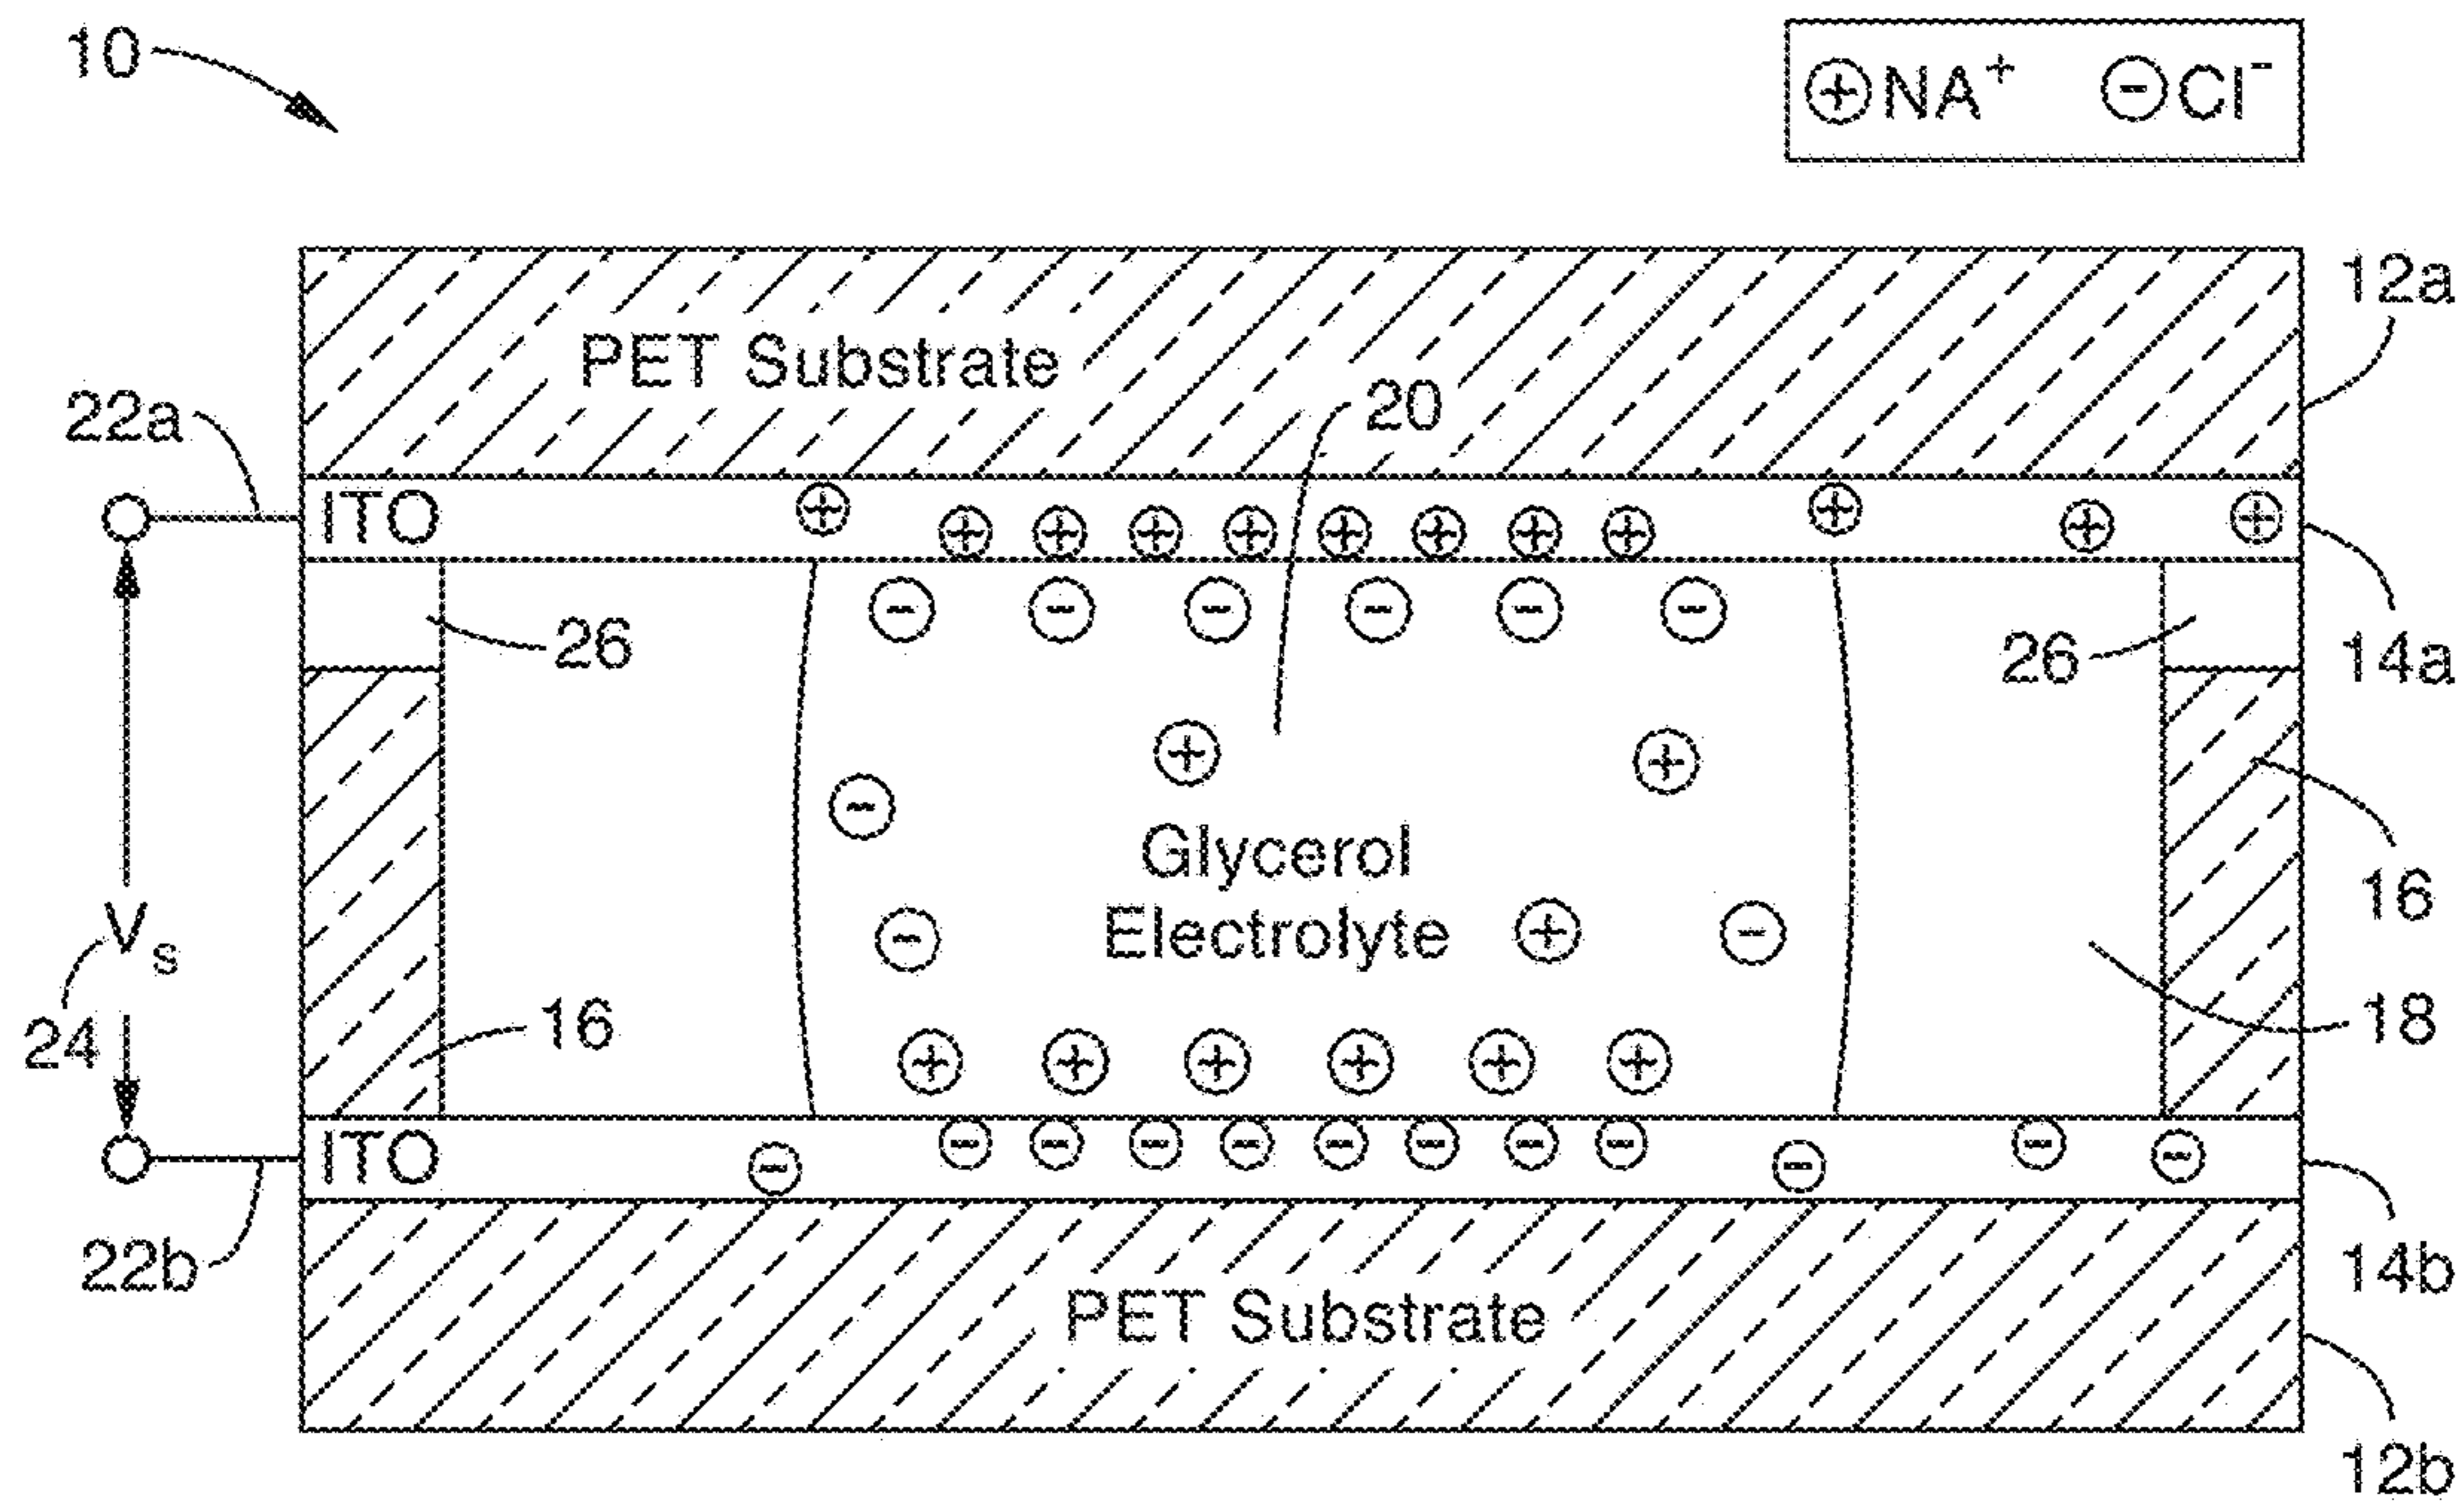 10
⊕NA⁺ ⊖Cl⁻
12a
PET Substrate
20
22a
ITO
26
26
14a
Glycerol
Electrolyte
16
Vs
24
16
18
ITO
22b
14b
PET Substrate
12b